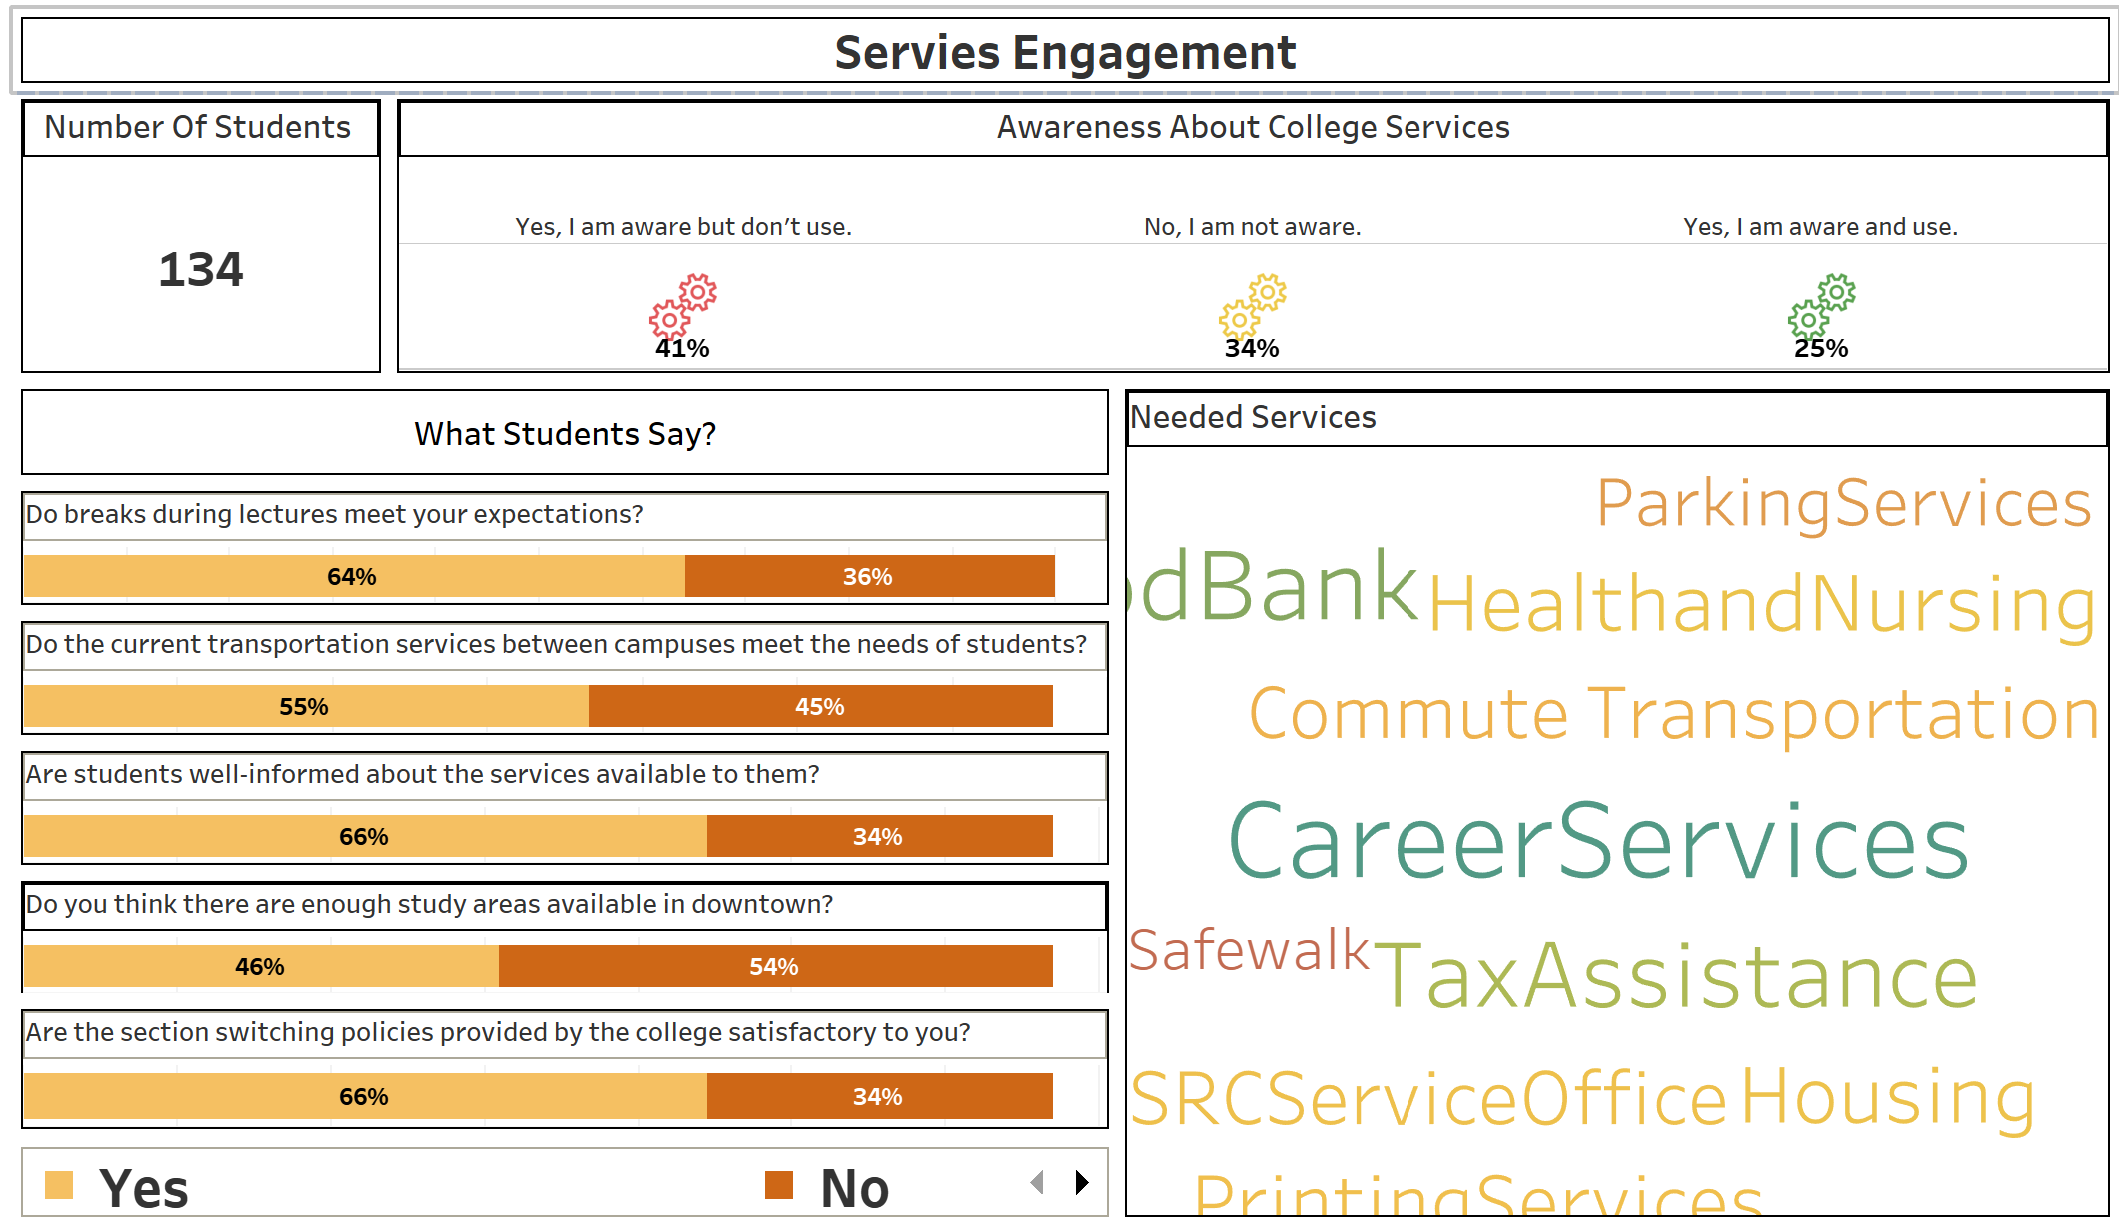 Servies Engagement
Number Of Students
134
Awareness About College Services
Yes, I am aware but don’t use.
No, I am not aware.
Yes, I am aware and use.
41%
34%
25%
What Students Say?
Do breaks during lectures meet your expectations?
64%
36%
Do the current transportation services between campuses meet the needs of students?
55%
45%
Are students well-informed about the services available to them?
66%
34%
Do you think there are enough study areas available in downtown?
46%
54%
Are the section switching policies provided by the college satisfactory to you?
66%
34%
Yes
No
Needed Services
ParkingServices
dBank HealthandNursing
Commute Transportation
CareerServices
Safewalk TaxAssistance
SRCServiceOffice Housing
PrintingServices